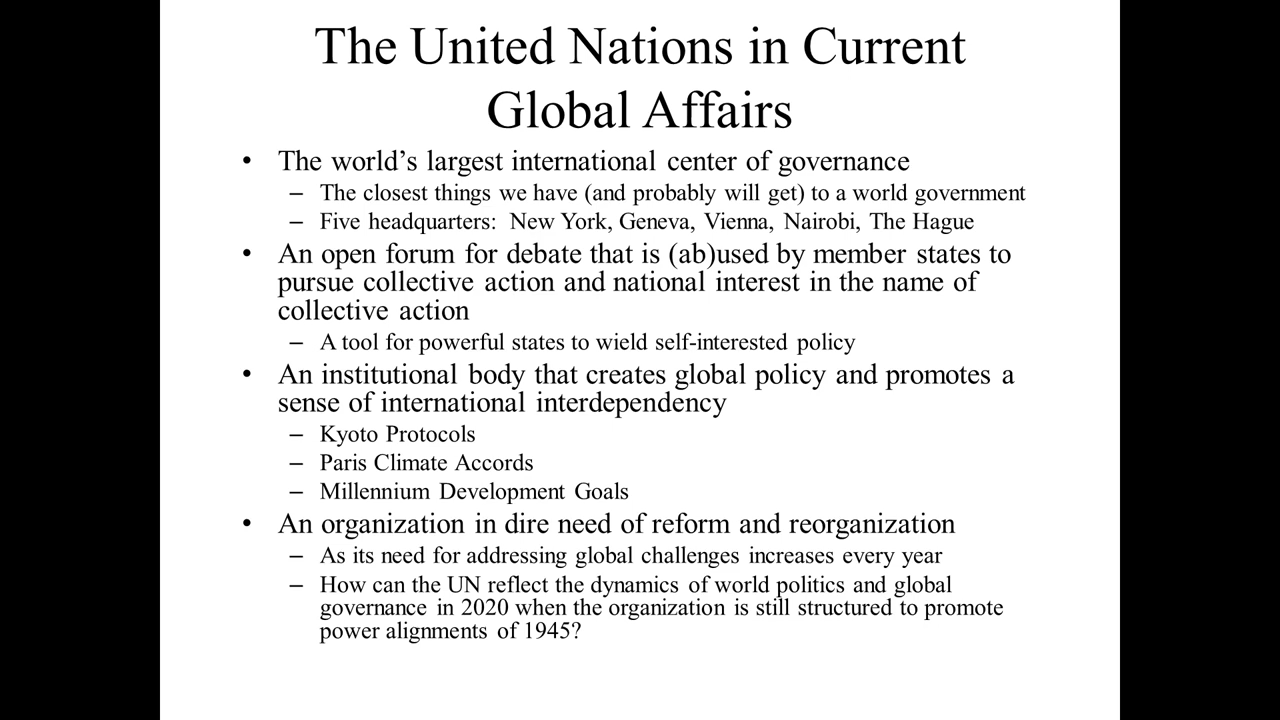 The United Nations in Current
Global Affairs
• The world’s largest international center of governance
– The closest things we have (and probably will get) to a world government
– Five headquarters: New York, Geneva, Vienna, Nairobi, The Hague
• An open forum for debate that is (ab)used by member states to
pursue collective action and national interest in the name of
collective action
– A tool for powerful states to wield self-interested policy
• An institutional body that creates global policy and promotes a
sense of international interdependency
– Kyoto Protocols
– Paris Climate Accords
– Millennium Development Goals
• An organization in dire need of reform and reorganization
– As its need for addressing global challenges increases every year
– How can the UN reflect the dynamics of world politics and global
governance in 2020 when the organization is still structured to promote
power alignments of 1945?